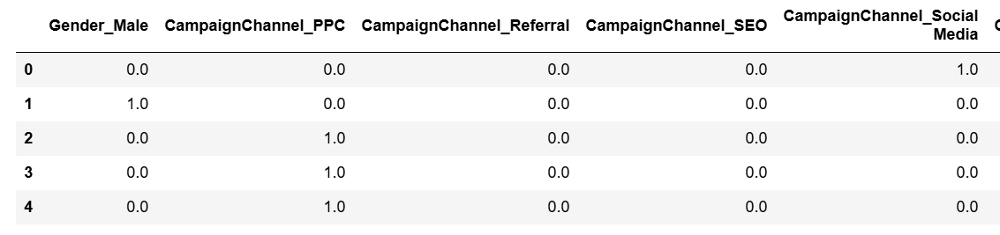 Gender_Male CampaignChannel_PPC CampaignChannel_Referral CampaignChannel_SEO CampaignChannel_Social
Media
0 0.0 0.0 0.0 0.0 1.0
1 1.0 0.0 0.0 0.0 0.0
2 0.0 1.0 0.0 0.0 0.0
3 0.0 1.0 0.0 0.0 0.0
4 0.0 1.0 0.0 0.0 0.0